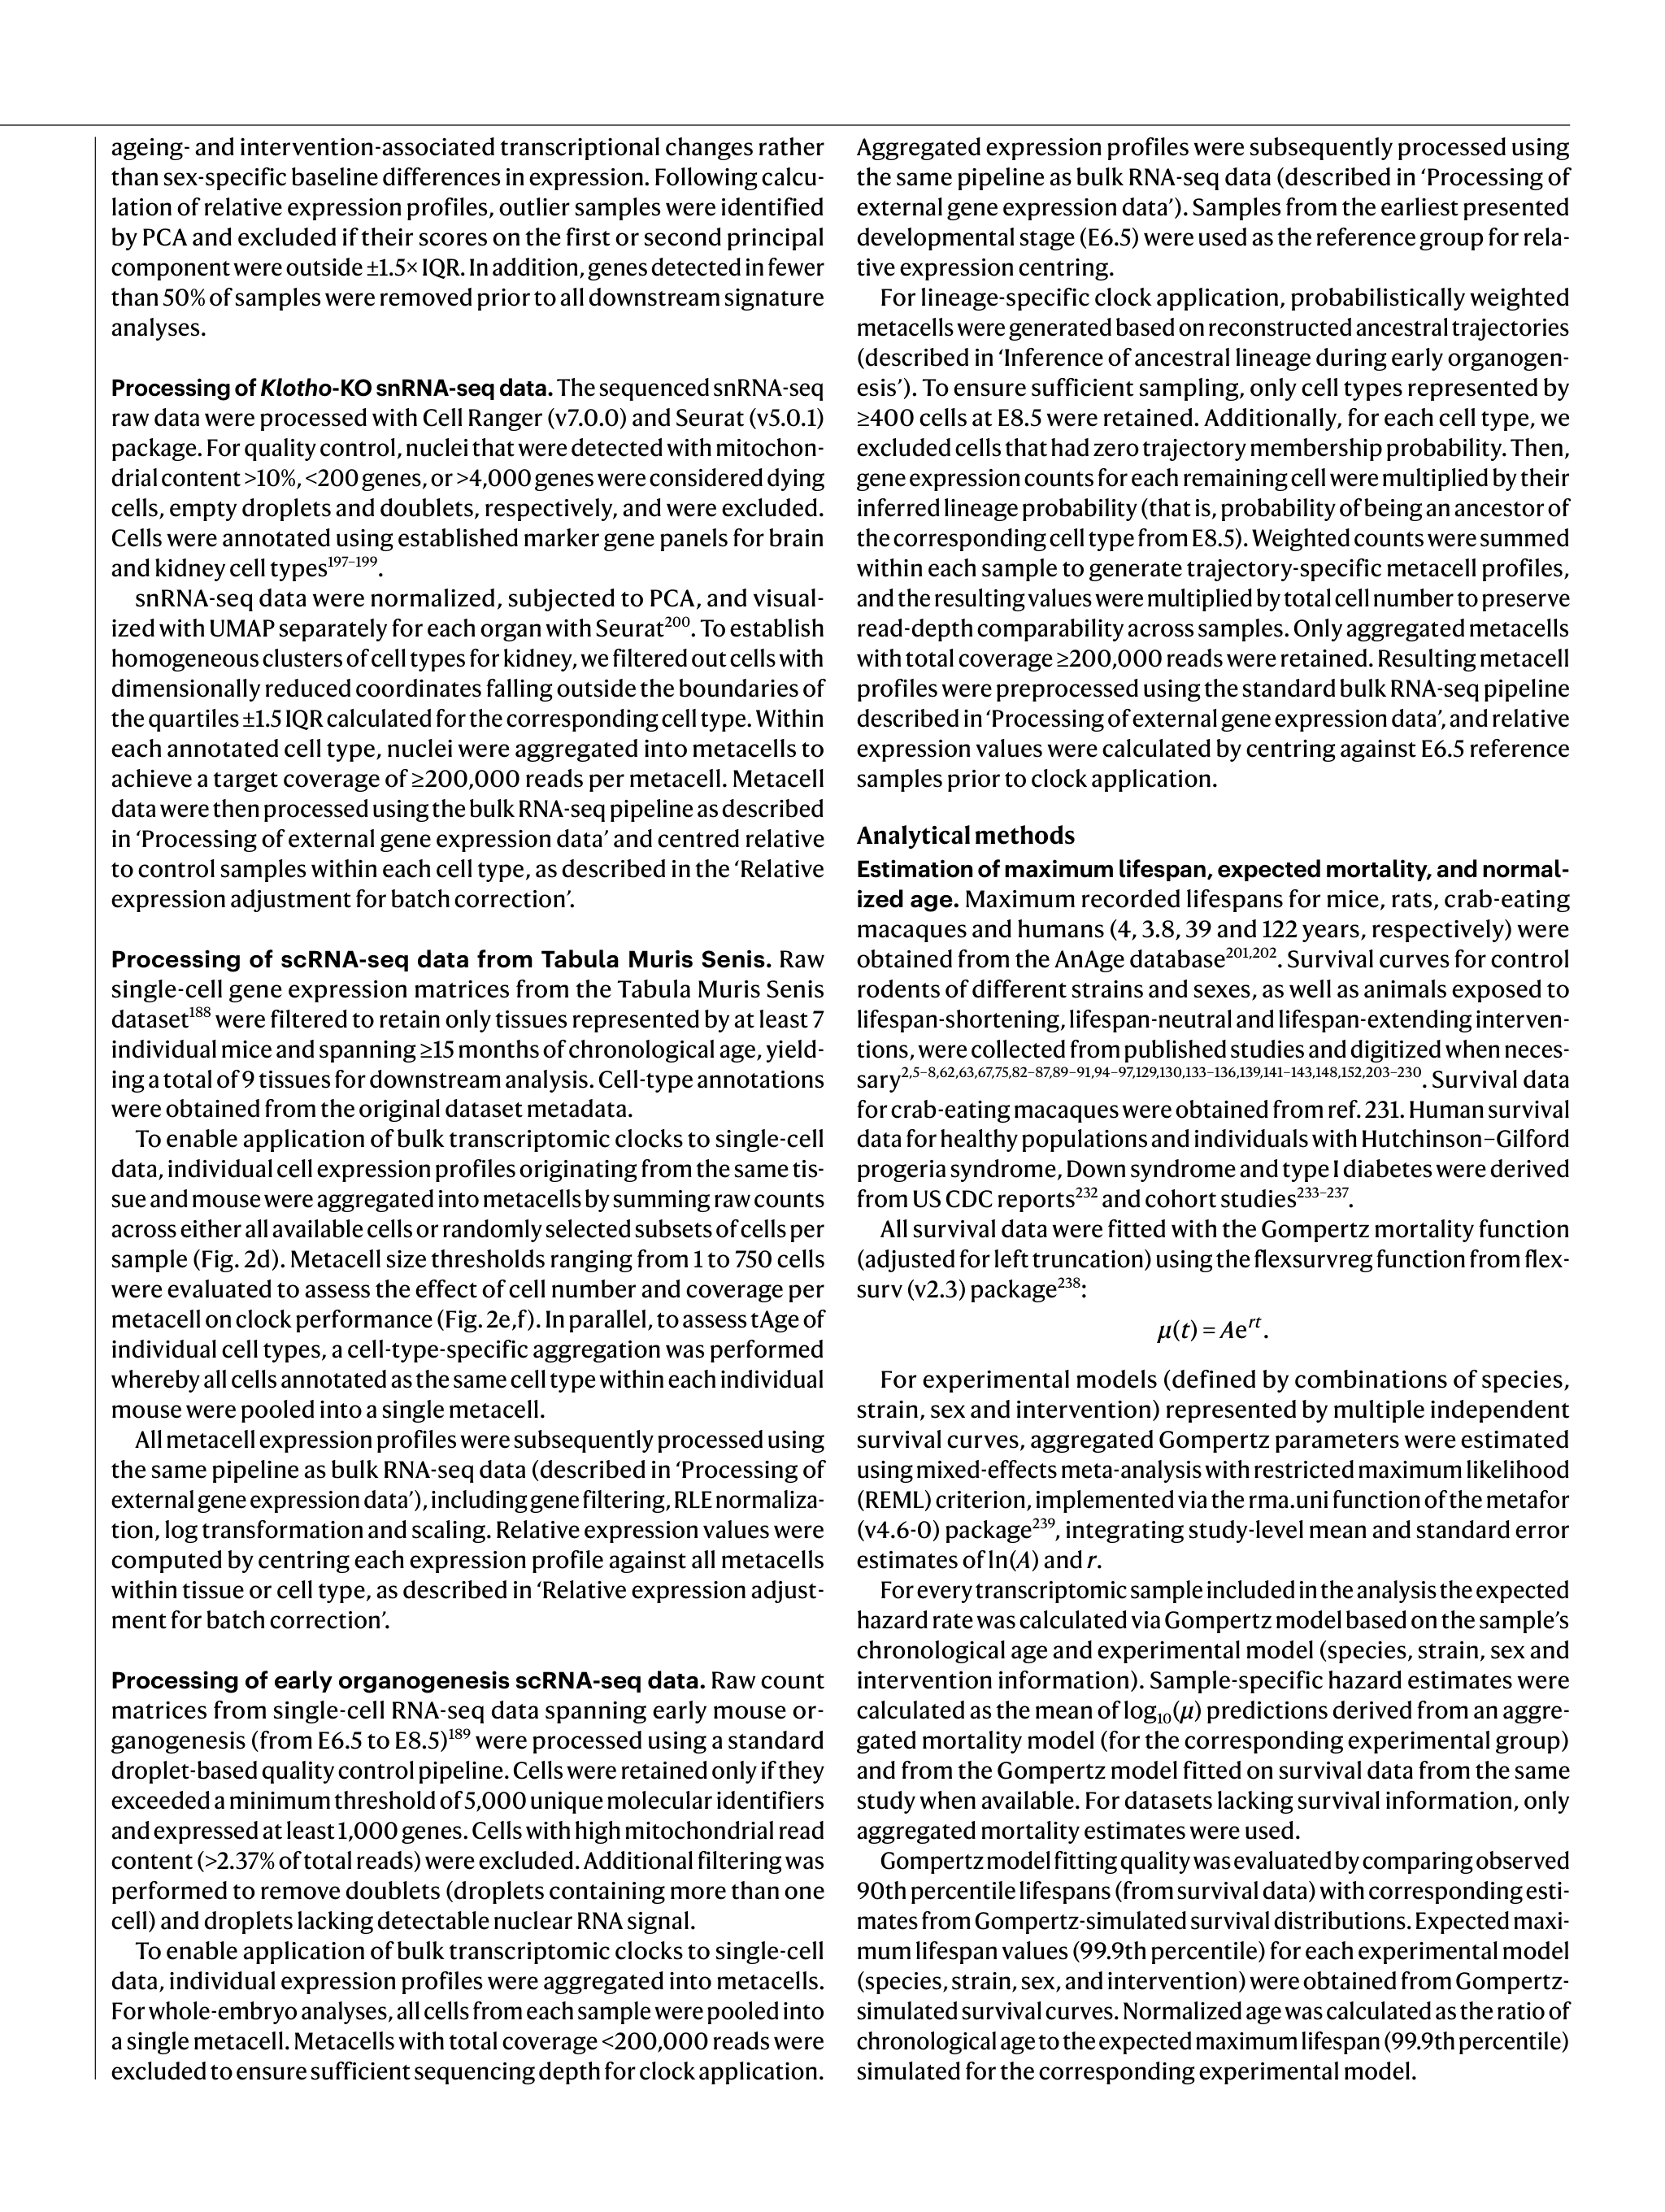 ageing- and intervention-associated transcriptional changes rather
than sex-specific baseline differences in expression. Following calcu-
lation of relative expression profiles, outlier samples were identified
by PCA and excluded if their scores on the first or second principal
component were outside ±1.5× IQR. In addition, genes detected in fewer
than 50% of samples were removed prior to all downstream signature
analyses.
Processing of Klotho-KO snRNA-seq data. The sequenced snRNA-seq
raw data were processed with Cell Ranger (v7.0.0) and Seurat (v5.0.1)
package. For quality control, nuclei that were detected with mitochon-
drial content >10%, <200 genes, or >4,000 genes were considered dying
cells, empty droplets and doublets, respectively, and were excluded.
Cells were annotated using established marker gene panels for brain
and kidney cell types197–199.
snRNA-seq data were normalized, subjected to PCA, and visual-
ized with UMAP separately for each organ with Seurat200. To establish
homogeneous clusters of cell types for kidney, we filtered out cells with
dimensionally reduced coordinates falling outside the boundaries of
the quartiles ±1.5 IQR calculated for the corresponding cell type. Within
each annotated cell type, nuclei were aggregated into metacells to
achieve a target coverage of ≥200,000 reads per metacell. Metacell
data were then processed using the bulk RNA-seq pipeline as described
in ‘Processing of external gene expression data’ and centred relative
to control samples within each cell type, as described in the ‘Relative
expression adjustment for batch correction’.
Processing of scRNA-seq data from Tabula Muris Senis. Raw
single-cell gene expression matrices from the Tabula Muris Senis
dataset188 were filtered to retain only tissues represented by at least 7
individual mice and spanning ≥15 months of chronological age, yield-
ing a total of 9 tissues for downstream analysis. Cell-type annotations
were obtained from the original dataset metadata.
To enable application of bulk transcriptomic clocks to single-cell
data, individual cell expression profiles originating from the same tis-
sue and mouse were aggregated into metacells by summing raw counts
across either all available cells or randomly selected subsets of cells per
sample (Fig. 2d). Metacell size thresholds ranging from 1 to 750 cells
were evaluated to assess the effect of cell number and coverage per
metacell on clock performance (Fig. 2e,f). In parallel, to assess tAge of
individual cell types, a cell-type-specific aggregation was performed
whereby all cells annotated as the same cell type within each individual
mouse were pooled into a single metacell.
All metacell expression profiles were subsequently processed using
the same pipeline as bulk RNA-seq data (described in ‘Processing of
external gene expression data’), including gene filtering, RLE normaliza-
tion, log transformation and scaling. Relative expression values were
computed by centring each expression profile against all metacells
within tissue or cell type, as described in ‘Relative expression adjust-
ment for batch correction’.
Processing of early organogenesis scRNA-seq data. Raw count
matrices from single-cell RNA-seq data spanning early mouse or-
ganogenesis (from E6.5 to E8.5)189 were processed using a standard
droplet-based quality control pipeline. Cells were retained only if they
exceeded a minimum threshold of 5,000 unique molecular identifiers
and expressed at least 1,000 genes. Cells with high mitochondrial read
content (>2.37% of total reads) were excluded. Additional filtering was
performed to remove doublets (droplets containing more than one
cell) and droplets lacking detectable nuclear RNA signal.
To enable application of bulk transcriptomic clocks to single-cell
data, individual expression profiles were aggregated into metacells.
For whole-embryo analyses, all cells from each sample were pooled into
a single metacell. Metacells with total coverage <200,000 reads were
excluded to ensure sufficient sequencing depth for clock application.
Aggregated expression profiles were subsequently processed using
the same pipeline as bulk RNA-seq data (described in ‘Processing of
external gene expression data’). Samples from the earliest presented
developmental stage (E6.5) were used as the reference group for rela-
tive expression centring.
For lineage-specific clock application, probabilistically weighted
metacells were generated based on reconstructed ancestral trajectories
(described in ‘Inference of ancestral lineage during early organogen-
esis’). To ensure sufficient sampling, only cell types represented by
≥400 cells at E8.5 were retained. Additionally, for each cell type, we
excluded cells that had zero trajectory membership probability. Then,
gene expression counts for each remaining cell were multiplied by their
inferred lineage probability (that is, probability of being an ancestor of
the corresponding cell type from E8.5). Weighted counts were summed
within each sample to generate trajectory-specific metacell profiles,
and the resulting values were multiplied by total cell number to preserve
read-depth comparability across samples. Only aggregated metacells
with total coverage ≥200,000 reads were retained. Resulting metacell
profiles were preprocessed using the standard bulk RNA-seq pipeline
described in ‘Processing of external gene expression data’, and relative
expression values were calculated by centring against E6.5 reference
samples prior to clock application.
Analytical methods
Estimation of maximum lifespan, expected mortality, and normal-
ized age. Maximum recorded lifespans for mice, rats, crab-eating
macaques and humans (4, 3.8, 39 and 122 years, respectively) were
obtained from the AnAge database201,202. Survival curves for control
rodents of different strains and sexes, as well as animals exposed to
lifespan-shortening, lifespan-neutral and lifespan-extending interven-
tions, were collected from published studies and digitized when neces-
sary2,5–8,62,63,67,75,82–87,89–91,94–97,129,130,133–136,139,141–143,148,152,203–230. Survival data
for crab-eating macaques were obtained from ref. 231. Human survival
data for healthy populations and individuals with Hutchinson–Gilford
progeria syndrome, Down syndrome and type I diabetes were derived
from US CDC reports232 and cohort studies233–237.
All survival data were fitted with the Gompertz mortality function
(adjusted for left truncation) using the flexsurvreg function from flex-
surv (v2.3) package238:
μ(t) = Ae^rt.
For experimental models (defined by combinations of species,
strain, sex and intervention) represented by multiple independent
survival curves, aggregated Gompertz parameters were estimated
using mixed-effects meta-analysis with restricted maximum likelihood
(REML) criterion, implemented via the rma.uni function of the metafor
(v4.6-0) package239, integrating study-level mean and standard error
estimates of ln(A) and r.
For every transcriptomic sample included in the analysis the expected
hazard rate was calculated via Gompertz model based on the sample’s
chronological age and experimental model (species, strain, sex and
intervention information). Sample-specific hazard estimates were
calculated as the mean of log10(μ) predictions derived from an aggre-
gated mortality model (for the corresponding experimental group)
and from the Gompertz model fitted on survival data from the same
study when available. For datasets lacking survival information, only
aggregated mortality estimates were used.
Gompertz model fitting quality was evaluated by comparing observed
90th percentile lifespans (from survival data) with corresponding esti-
mates from Gompertz-simulated survival distributions. Expected maxi-
mum lifespan values (99.9th percentile) for each experimental model
(species, strain, sex, and intervention) were obtained from Gompertz-
simulated survival curves. Normalized age was calculated as the ratio of
chronological age to the expected maximum lifespan (99.9th percentile)
simulated for the corresponding experimental model.